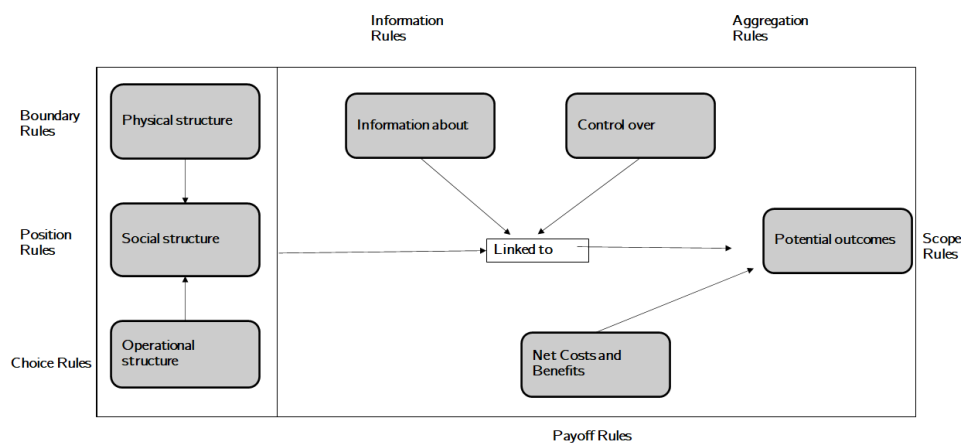 Information
Rules
Aggregation
Rules
Boundary
Rules
Physical structure
Information about
Control over
Position
Rules
Social structure
Linked to
Potential outcomes
Scope
Rules
Choice Rules
Operational
structure
Net Costs and
Benefits
Payoff Rules